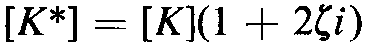 [K*] = [K](1 + 2ζi)